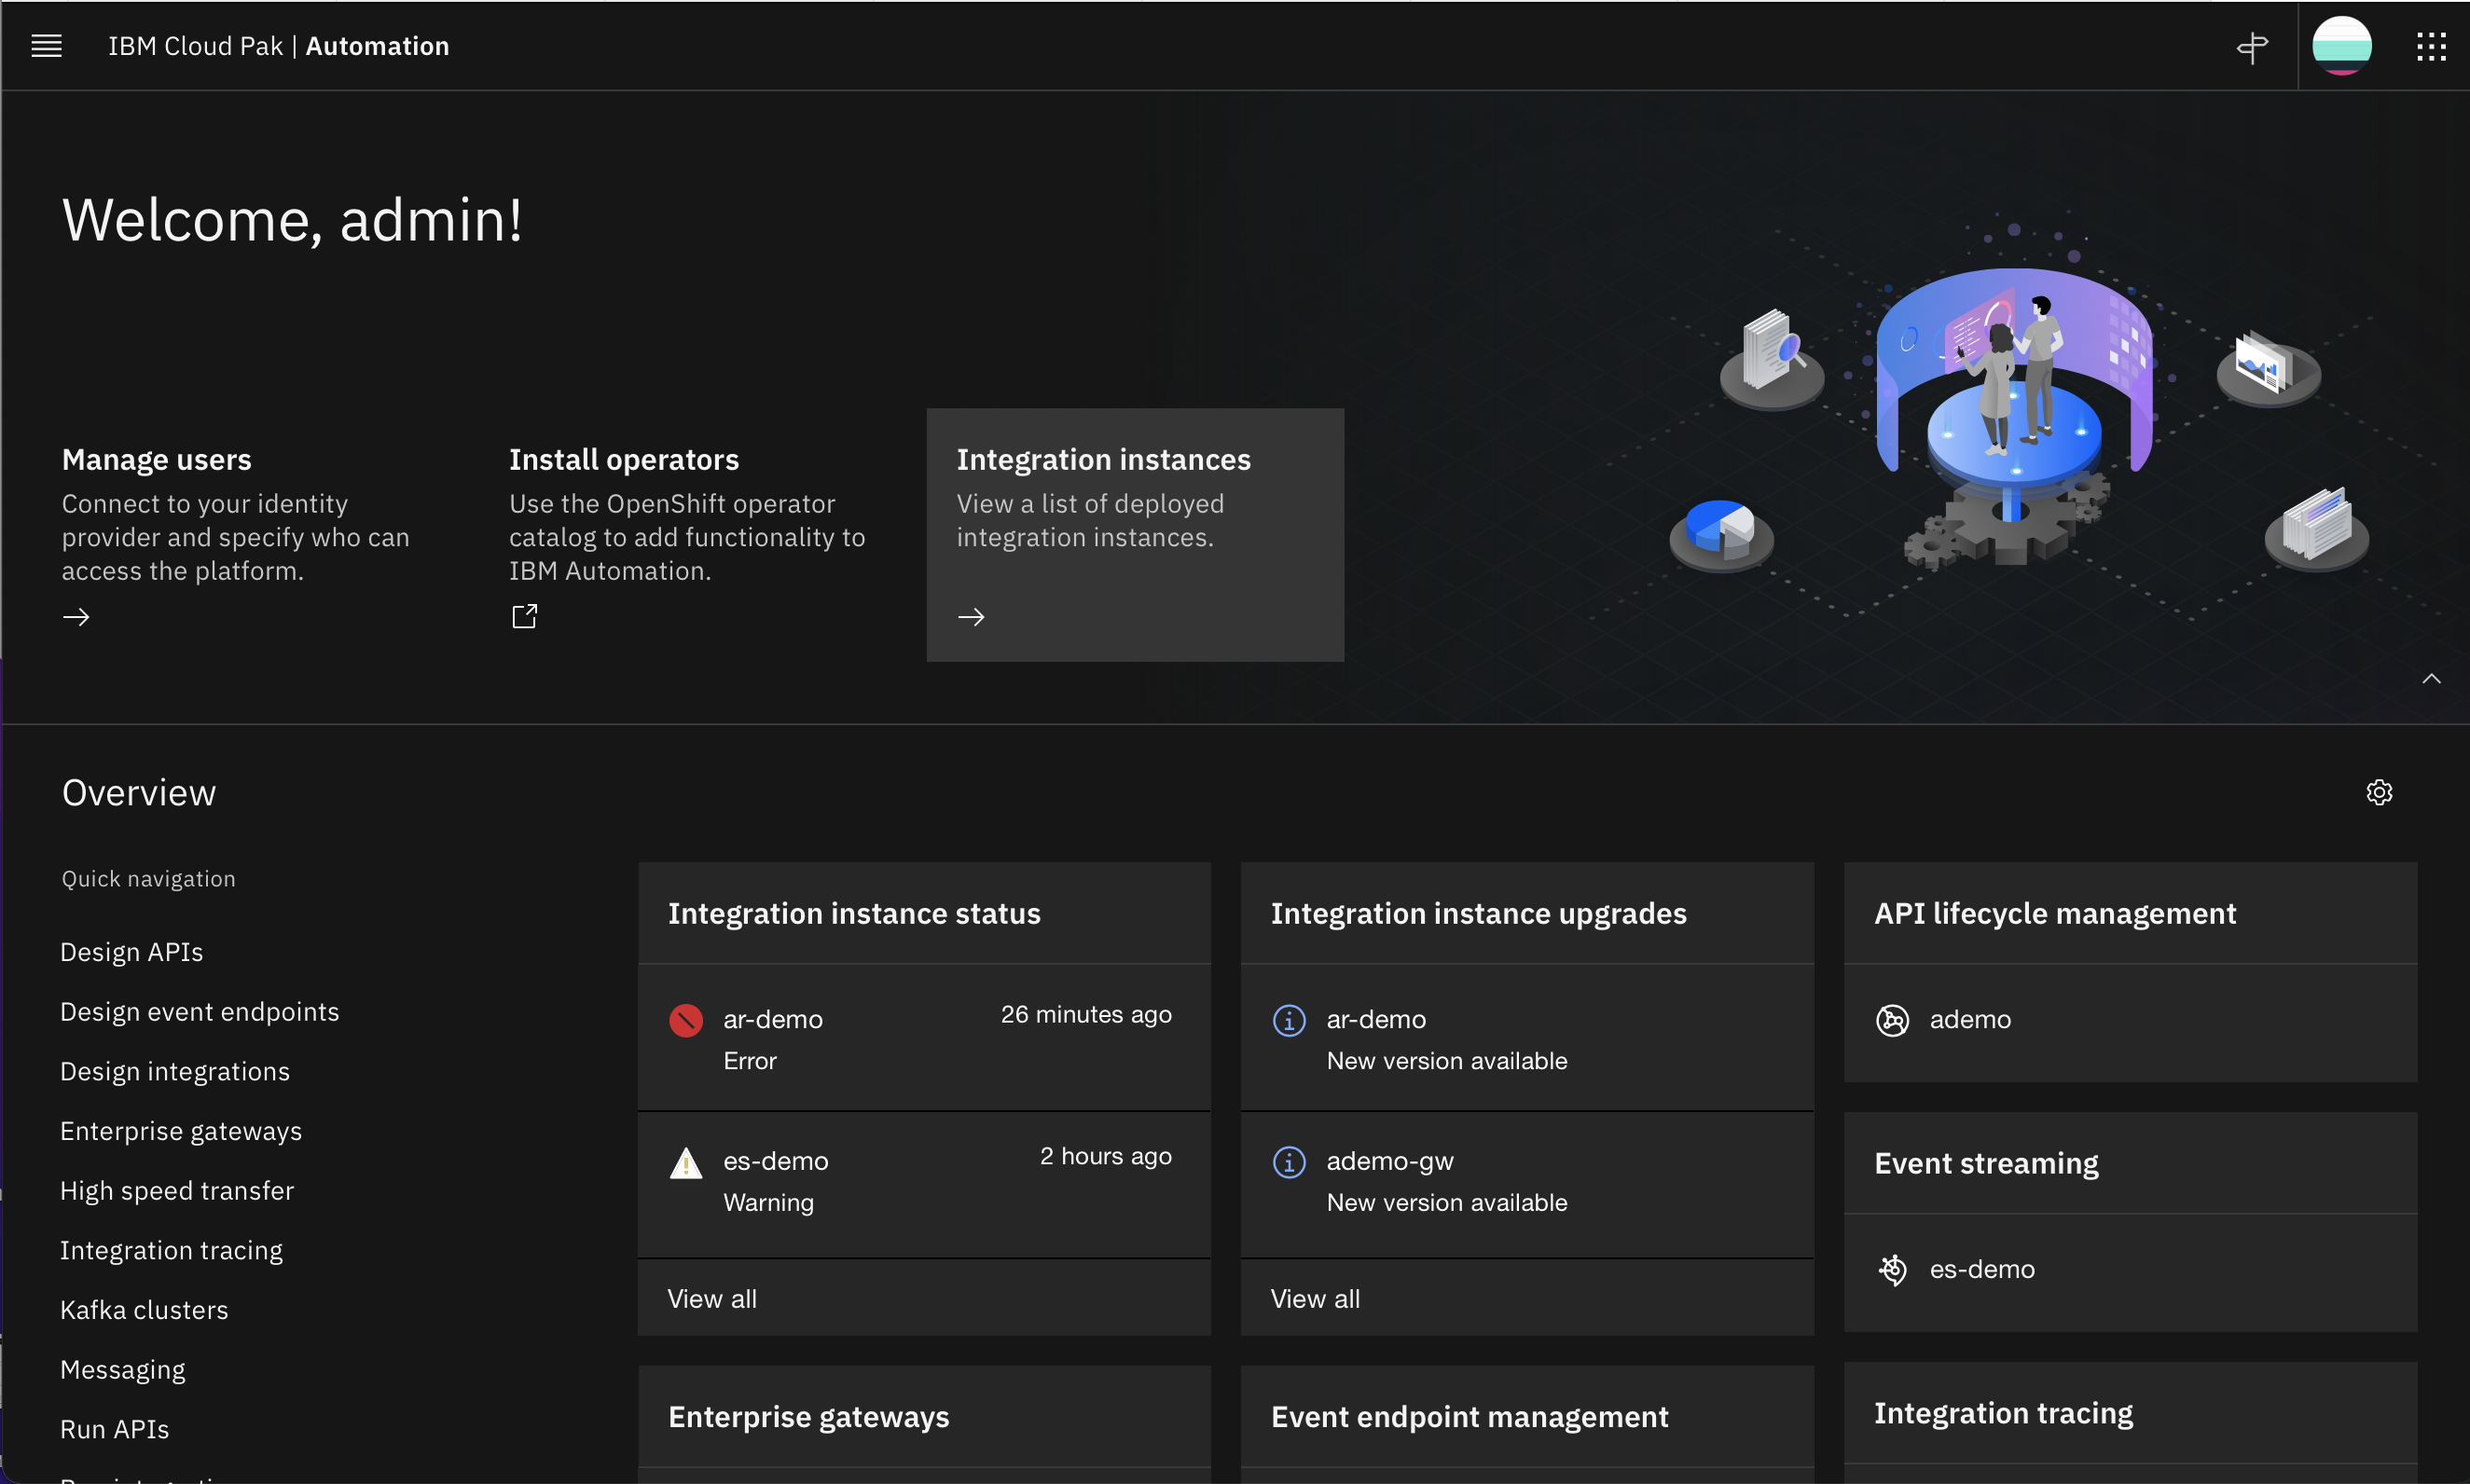 IBM Cloud Pak | Automation
Welcome, admin!
Manage users
Connect to your identity
provider and specify who can
access the platform.
Install operators
Use the OpenShift operator
catalog to add functionality to
IBM Automation.
Integration instances
View a list of deployed
integration instances.
Overview
Quick navigation
Design APIs
Design event endpoints
Design integrations
Enterprise gateways
High speed transfer
Integration tracing
Kafka clusters
Messaging
Run APIs
Integration instance status
ar-demo
26 minutes ago
Error
es-demo
2 hours ago
Warning
View all
Integration instance upgrades
ar-demo
New version available
ademo-gw
New version available
View all
API lifecycle management
ademo
Event streaming
es-demo
Enterprise gateways
Event endpoint management
Integration tracing